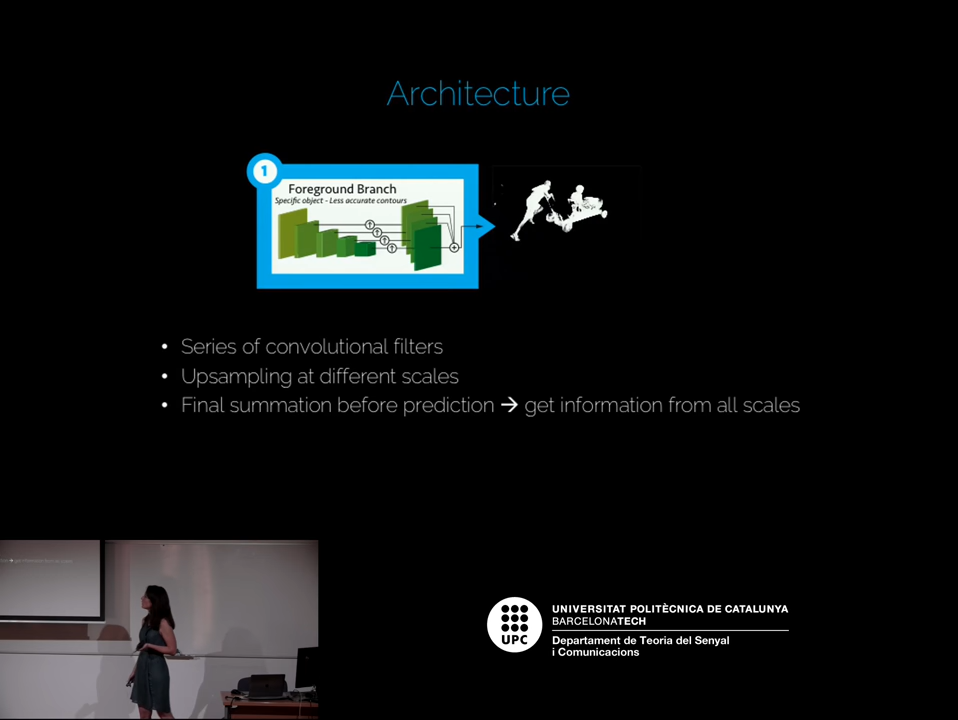 Architecture
1
Foreground Branch
Specific object - Less accurate contours
• Series of convolutional filters
• Upsampling at different scales
• Final summation before prediction → get information from all scales
UPC
UNIVERSITAT POLITÈCNICA DE CATALUNYA
BARCELONATECH
Departament de Teoria del Senyal
i Comunicacions